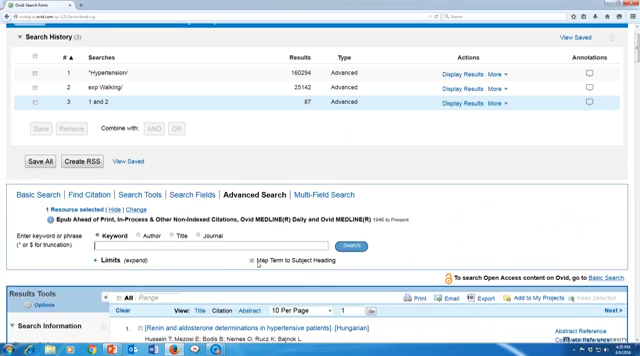 Ovid: Search Form
Search
Search History (3)
View Saved
# ▲ Searches Results Type Actions Annotations
1 *Hypertension/ 160294 Advanced Display Results More
2 exp Walking/ 25142 Advanced Display Results More
3 1 and 2 87 Advanced Display Results More
Save Remove Combine with: AND OR
Save All Create RSS View Saved
Basic Search | Find Citation | Search Tools | Search Fields | Advanced Search | Multi-Field Search
1 Resource selected | Hide | Change
Epub Ahead of Print, In-Process & Other Non-Indexed Citations, Ovid MEDLINE(R) Daily and Ovid MEDLINE(R) 1946 to Present
Enter keyword or phrase
(* or $ for truncation)
Keyword Author Title Journal
Search
Limits (expand) Map Term to Subject Heading
To search Open Access content on Ovid, go to Basic Search.
Results Tools
Options
All Range
Print Email Export Add to My Projects Keep Selected
Clear View: Title | Citation | Abstract 10 Per Page 1 Go Next >
Search Information
1. [Renin and aldosterone determinations in hypertensive patients]. [Hungarian]
Hussein T; Mezosi E; Bodis B; Nemes O; Rucz K; Bajnok L.
Abstract Reference
4:35 PM